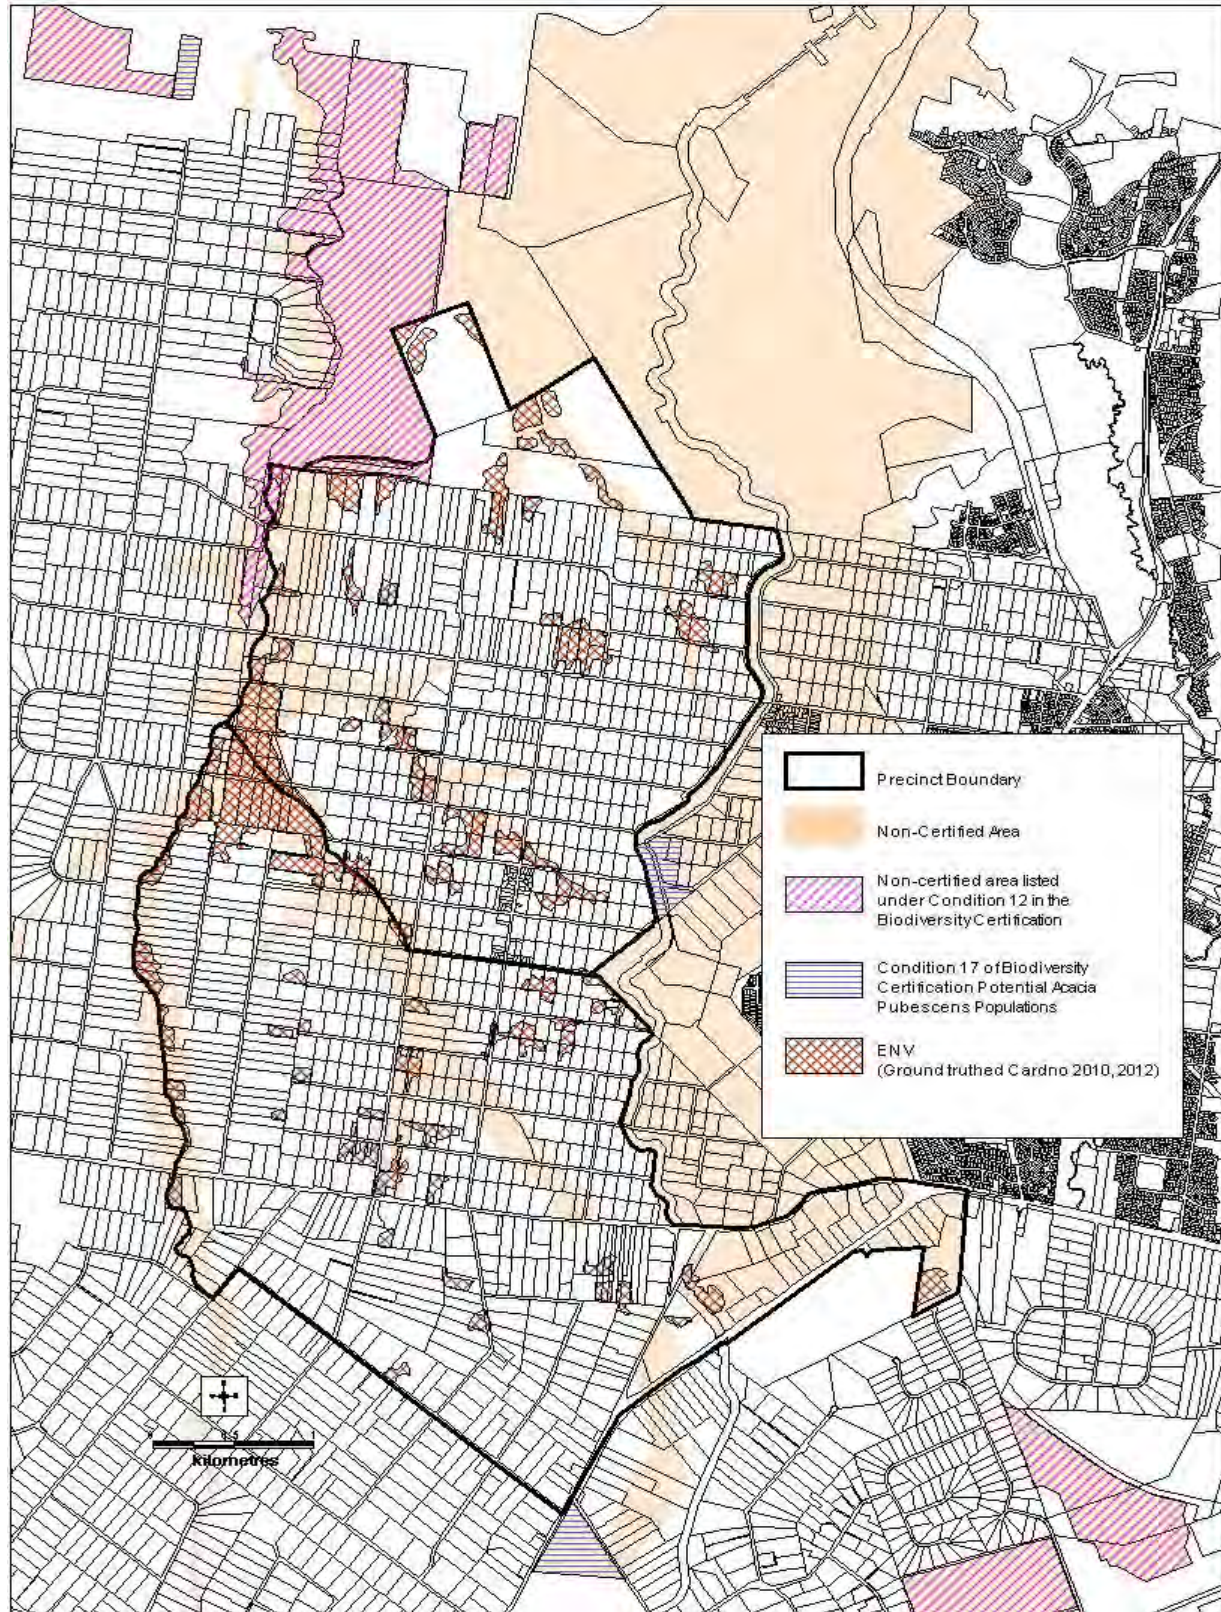 Precinct Boundary
Non-Certified Area
Non-certified area listed
under Condition 12 in the
Biodiversity Certification
Condition 17 of Biodiversity
Certification Potential Acacia
Pubescens Populations
ENV
(Ground truthed Cardno 2010, 2012)
kilometres